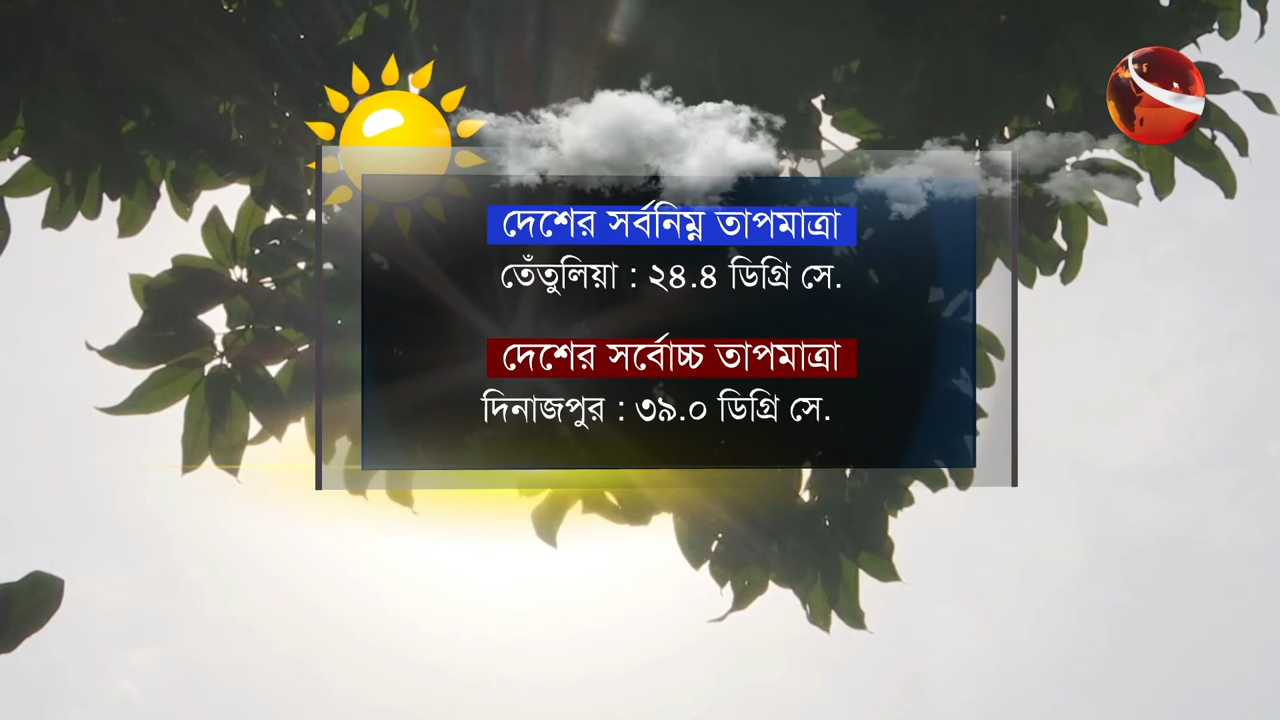 দেশের সর্বনিম্ন তাপমাত্রা
তেঁতুলিয়া : ২৪.৪ ডিগ্রি সে.
দেশের সর্বোচ্চ তাপমাত্রা
দিনাজপুর : ৩৯.০ ডিগ্রি সে.